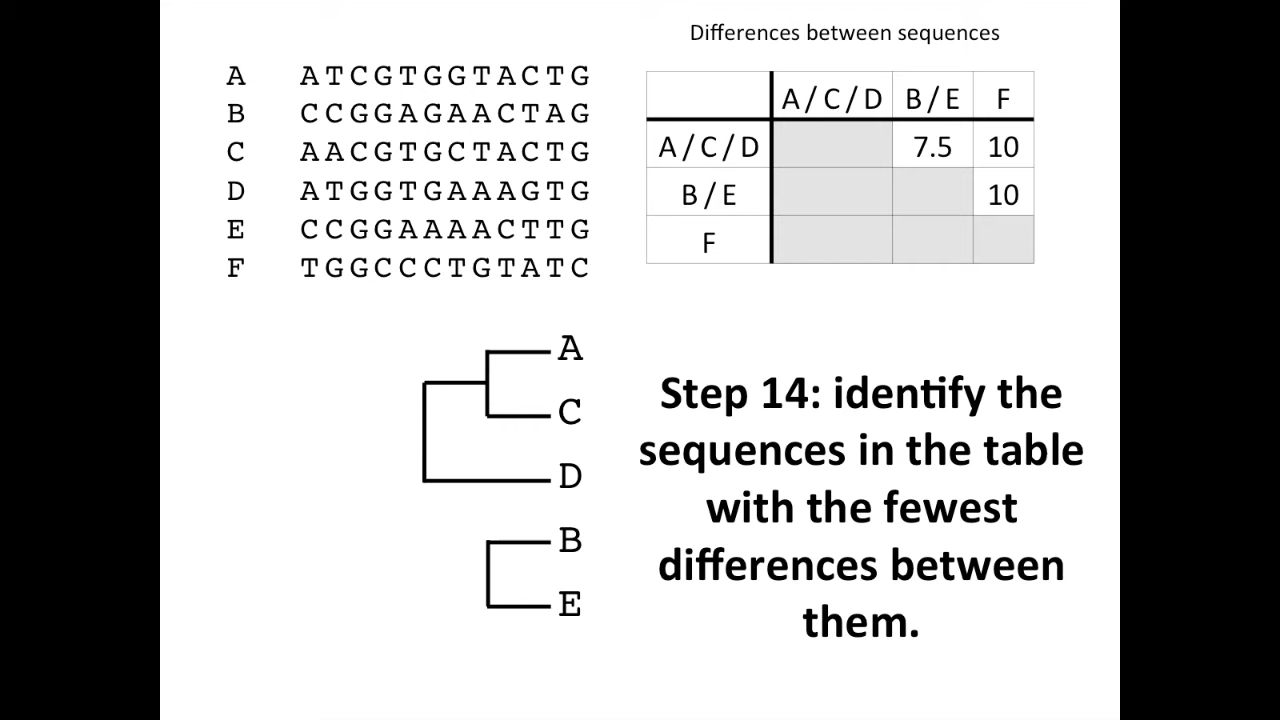 Differences between sequences
A ATCGTGGTACTG
B CCGGAGAACTAG
C AACGTGCTACTG
D ATGGTGAAAGTG
E CCGGAAAACTTG
F TGGCCCTGTATC
A/C/D B/E F
A/C/D 7.5 10
B/E 10
F
A
C
D
B
E
Step 14: identify the
sequences in the table
with the fewest
differences between
them.